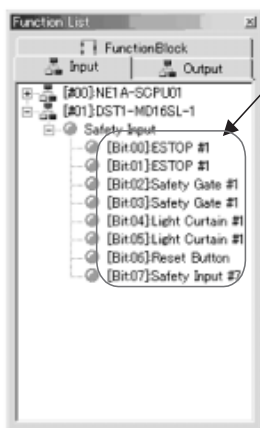 Function List
FunctionBlock
Input Output
[#00]:NE1A-SCPU01
[#01]:DST1-MD16SL-1
Safety Input
[Bit:00]:ESTOP #1
[Bit:01]:ESTOP #1
[Bit:02]:Safety Gate #1
[Bit:03]:Safety Gate #1
[Bit:04]:Light Curtain #1
[Bit:05]:Light Curtain #1
[Bit:06]:Reset Button
[Bit:07]:Safety Input #7